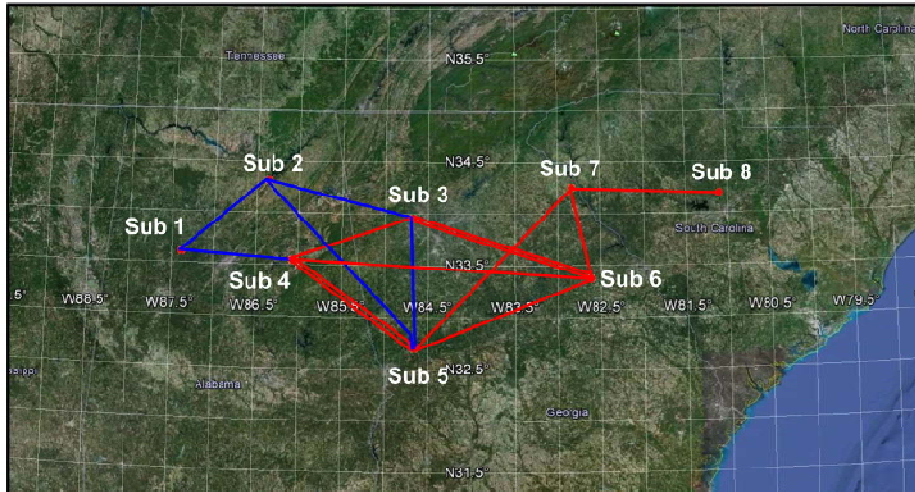 North Carolina
Tennessee
N35.5°
Sub 2
N34.5°
Sub 7
Sub 8
Sub 3
Sub 1
South Carolina
Sub 4
N33.5°
Sub 6
.5°
W88.5°
W87.5°
W86.5°
W85.5°
W84.5°
W83.5°
W82.5°
W81.5°
W80.5°
W79.5°
Sub 5
N32.5°
ssippi
Alabama
Georgia
N31.5°